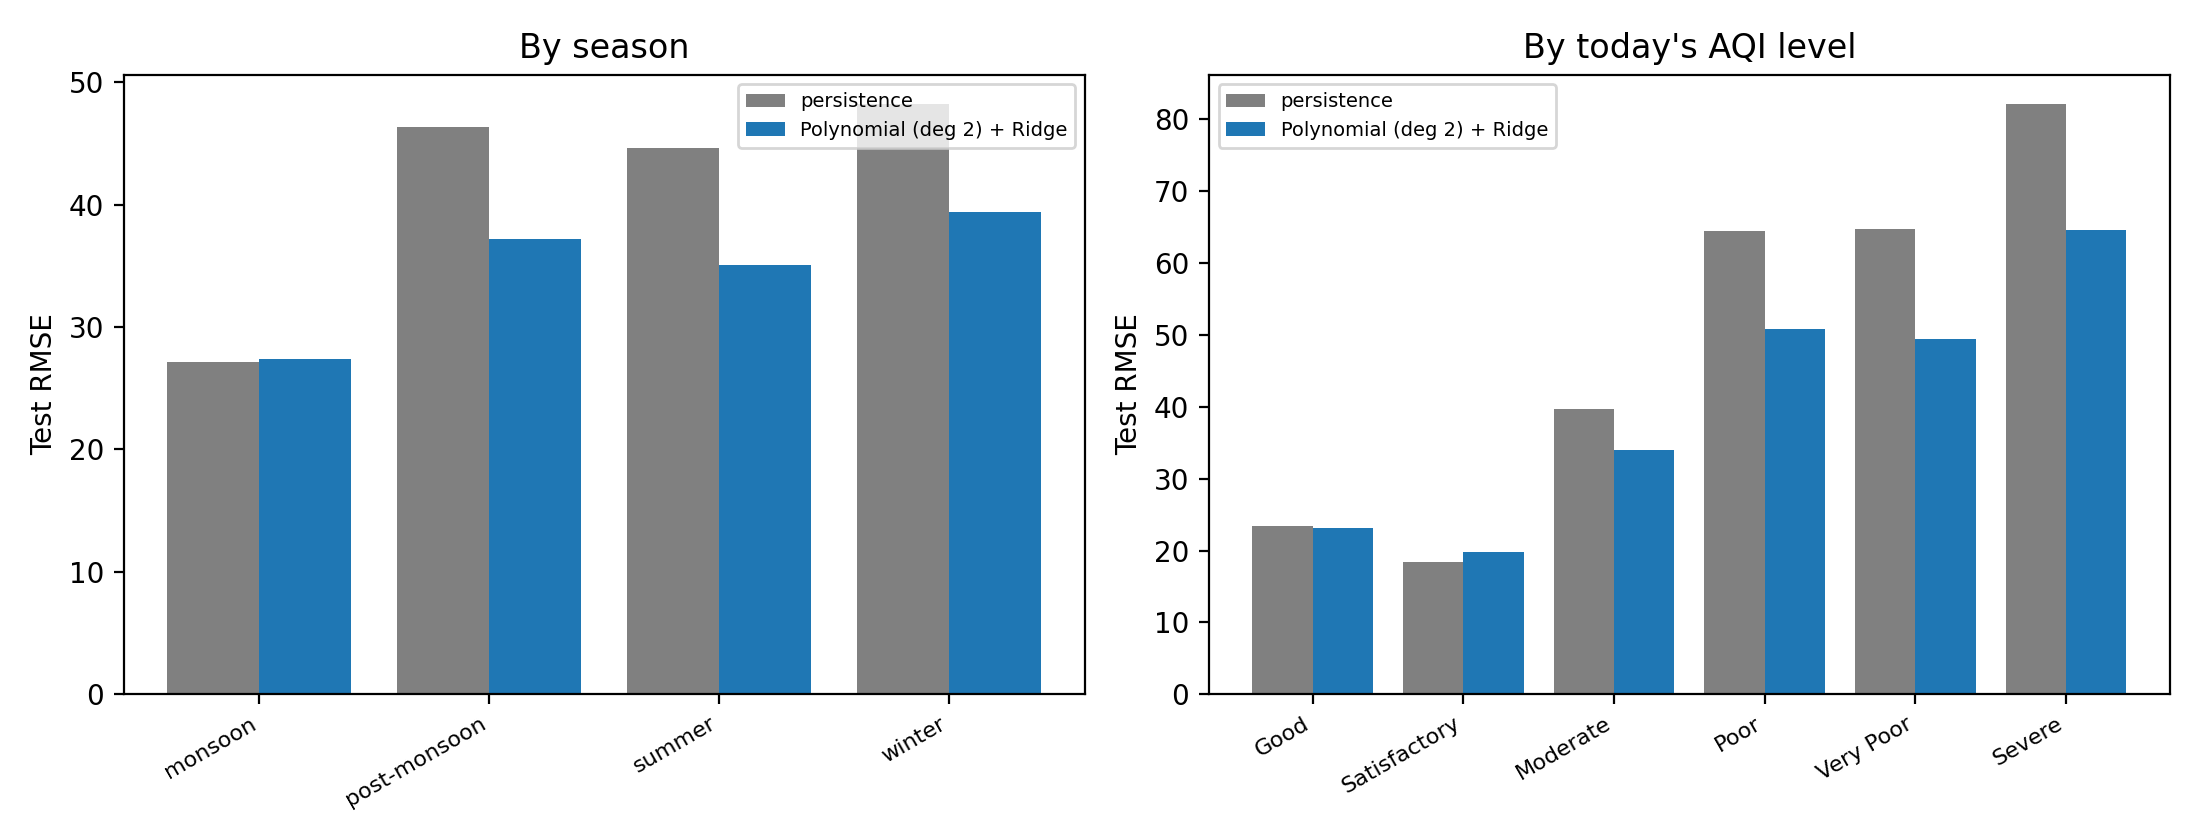 By season
persistence
Polynomial (deg 2) + Ridge
Test RMSE
50
40
30
20
10
0
monsoon
post-monsoon
summer
winter
By today's AQI level
persistence
Polynomial (deg 2) + Ridge
Test RMSE
80
70
60
50
40
30
20
10
0
Good
Satisfactory
Moderate
Poor
Very Poor
Severe